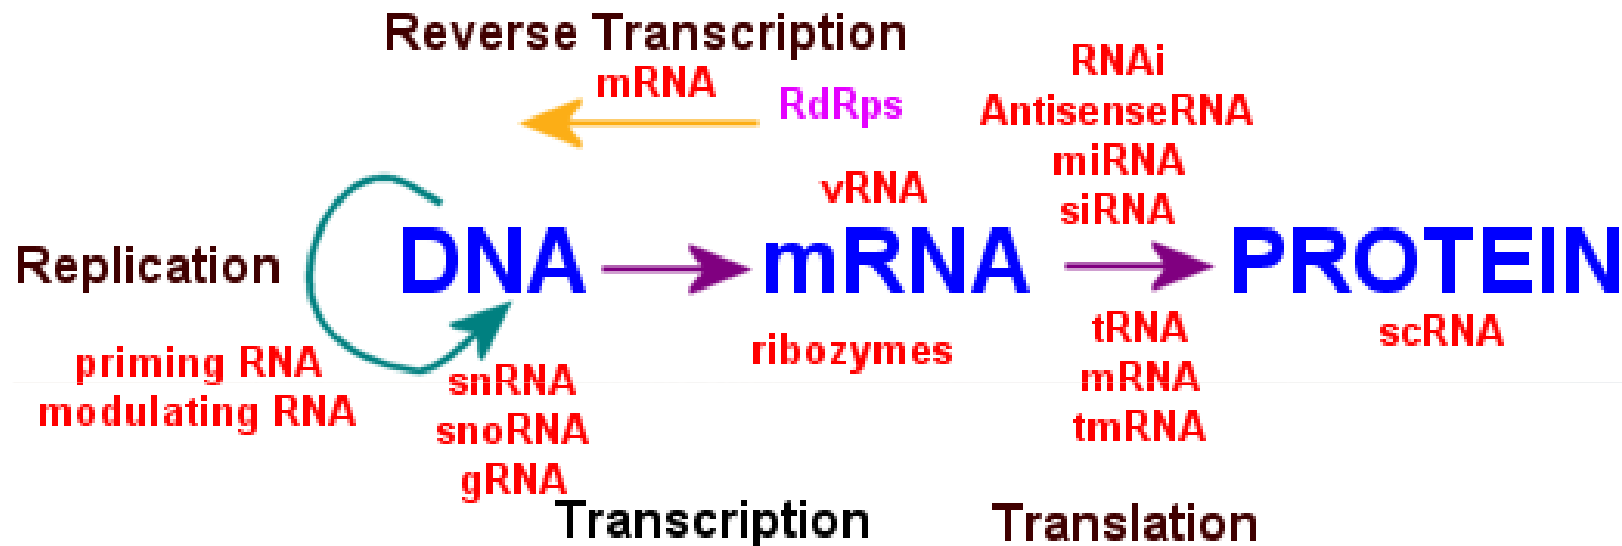 Reverse Transcription
mRNA
RdRps
RNAi
AntisenseRNA
miRNA
siRNA
vRNA
Replication
DNA
mRNA
PROTEIN
priming RNA
modulating RNA
snRNA
snoRNA
gRNA
ribozymes
tRNA
mRNA
tmRNA
scRNA
Transcription
Translation